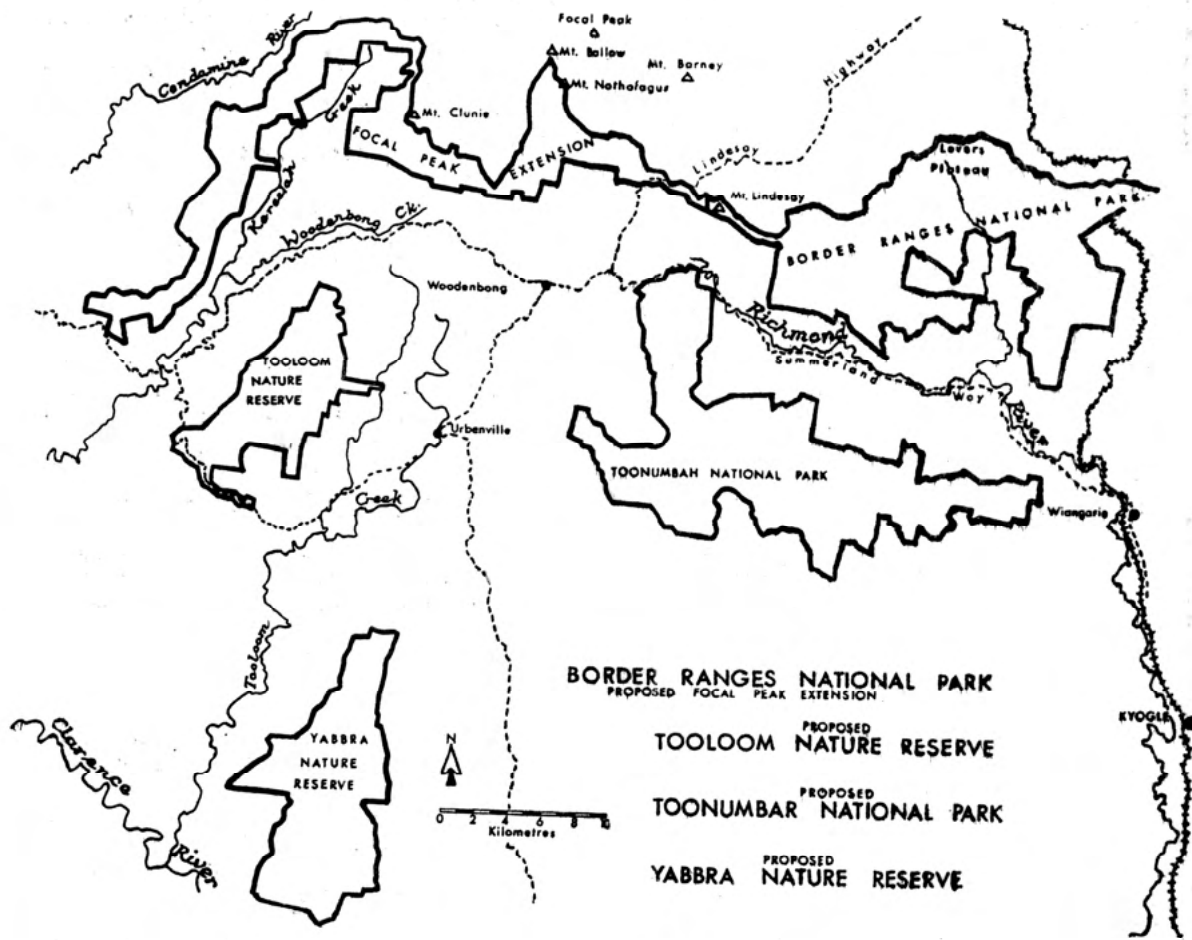 Focal Peak
Mt. Ballow
Mt. Barney
Mt. Nothofagus
Condamine River
Highway
Mt. Clunie
Creek
FOCAL PEAK EXTENSION
Lindesay
Levers
Plateau
Koreelah
Mt. Lindesay
Woodenbong Ck.
BORDER RANGES NATIONAL PARK
Woodenbong
Richmond
Summerland Way
River
TOOLOOM
NATURE
RESERVE
Urbenville
TOONUMBAH NATIONAL PARK
Creek
Wiangarie
Tooloom
BORDER RANGES NATIONAL PARK
PROPOSED FOCAL PEAK EXTENSION
KYOGLE
PROPOSED
TOOLOOM NATURE RESERVE
YABBRA
NATURE
RESERVE
N
Clarence
River
0 2 4 6 8 10
Kilometres
PROPOSED
TOONUMBAR NATIONAL PARK
PROPOSED
YABBRA NATURE RESERVE